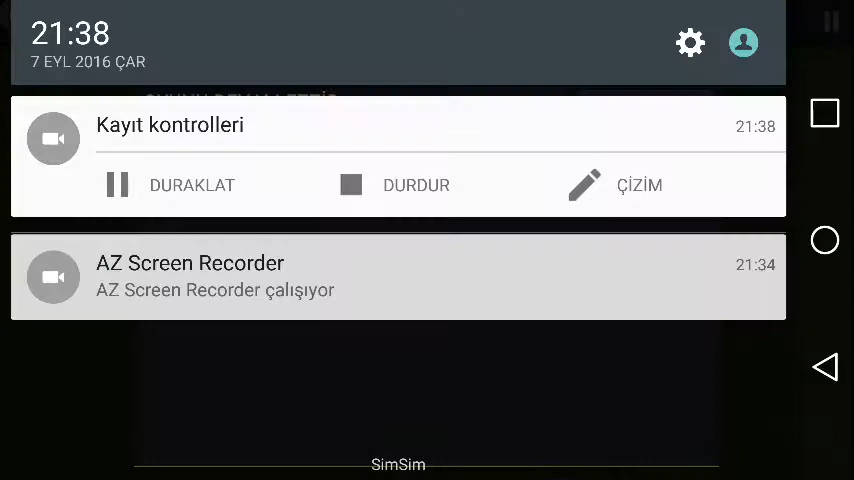 21:38
7 EYL 2016 ÇAR
Kayıt kontrolleri
21:38
DURAKLAT
DURDUR
ÇİZİM
AZ Screen Recorder
21:34
AZ Screen Recorder çalışıyor
SimSim